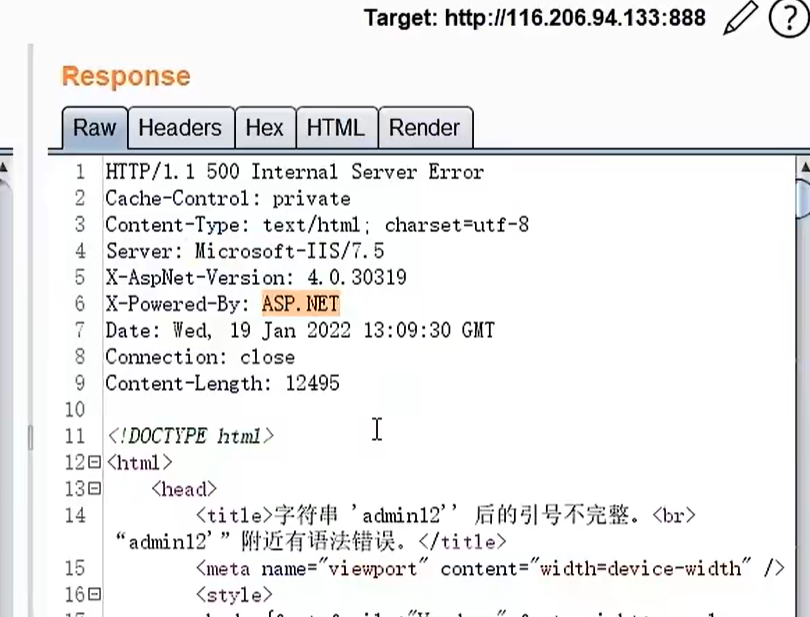 Target: http://116.206.94.133:888
Response
Raw Headers Hex HTML Render
1 HTTP/1.1 500 Internal Server Error
2 Cache-Control: private
3 Content-Type: text/html; charset=utf-8
4 Server: Microsoft-IIS/7.5
5 X-AspNet-Version: 4.0.30319
6 X-Powered-By: ASP.NET
7 Date: Wed, 19 Jan 2022 13:09:30 GMT
8 Connection: close
9 Content-Length: 12495
10
11 <!DOCTYPE html>
12 <html>
13 <head>
14 <title>字符串 'admin12'' 后的引号不完整。<br>
“admin12'”附近有语法错误。</title>
15 <meta name="viewport" content="width=device-width" />
16 <style>